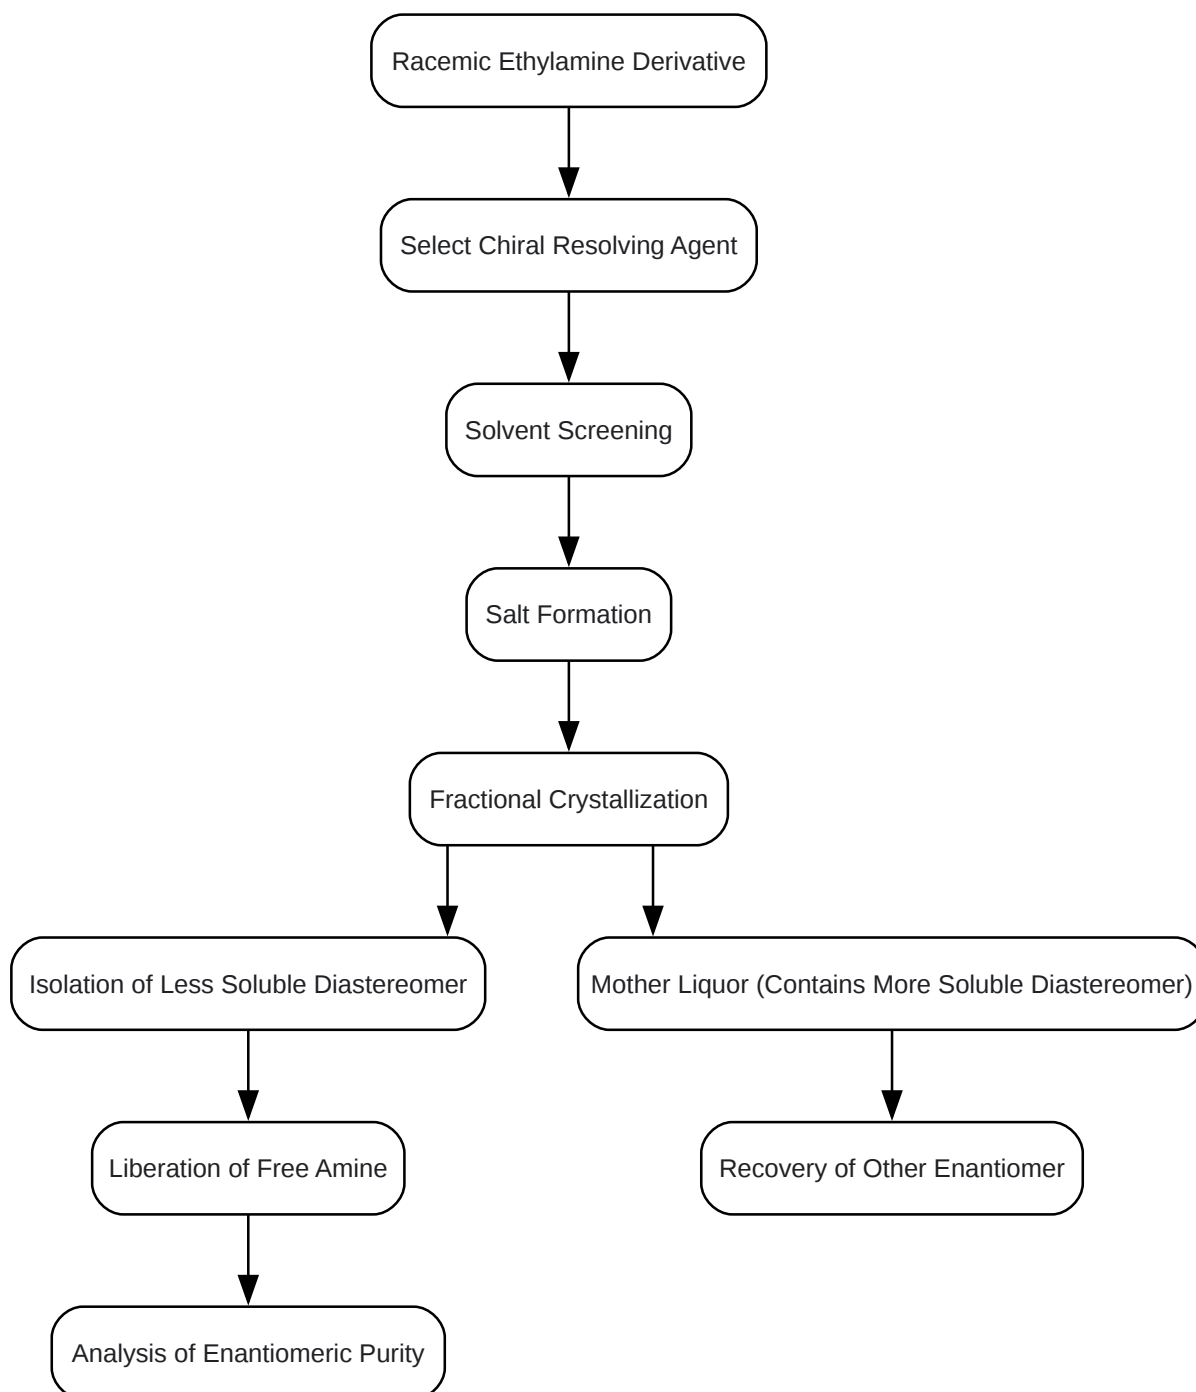 Racemic Ethylamine Derivative
Select Chiral Resolving Agent
Solvent Screening
Salt Formation
Fractional Crystallization
Isolation of Less Soluble Diastereomer
Mother Liquor (Contains More Soluble Diastereomer)
Liberation of Free Amine
Recovery of Other Enantiomer
Analysis of Enantiomeric Purity